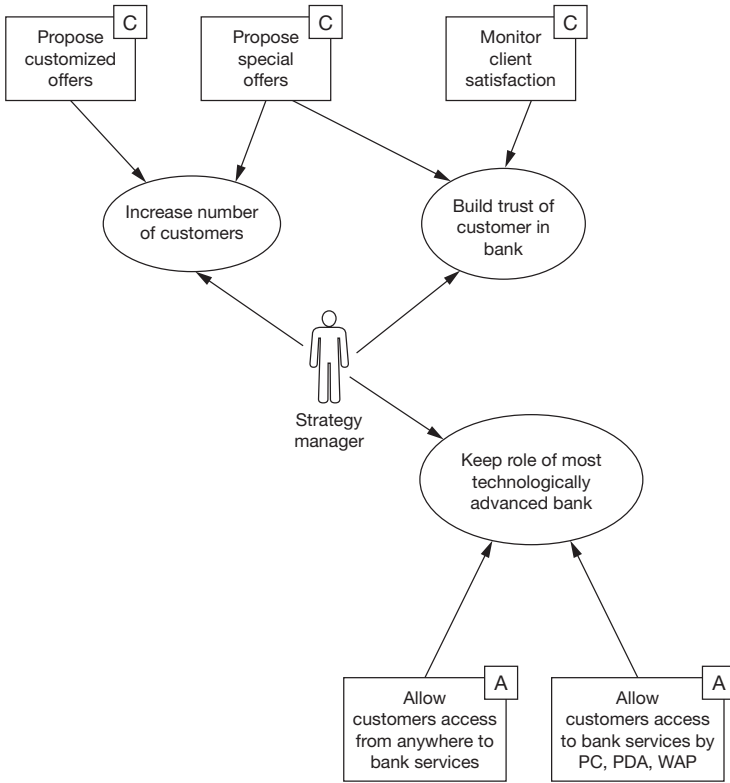 C
Propose
customized
offers
C
Propose
special
offers
C
Monitor
client
satisfaction
Increase number
of customers
Build trust of
customer in
bank
Strategy
manager
Keep role of most
technologically
advanced bank
A
Allow
customers access
from anywhere to
bank services
A
Allow
customers access
to bank services by
PC, PDA, WAP